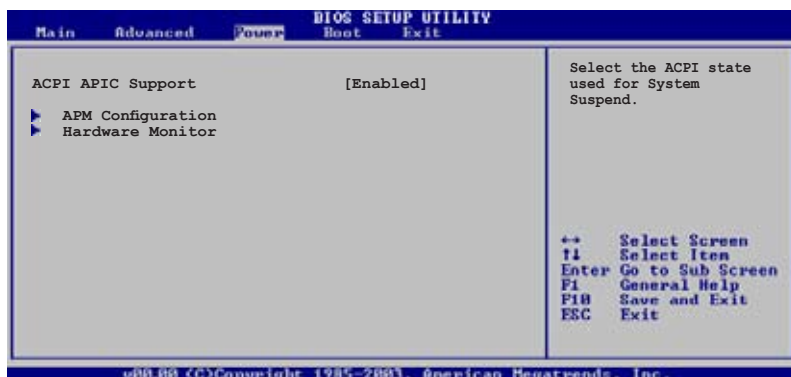 BIOS SETUP UTILITY
Main Advanced Power Boot Exit
ACPI APIC Support [Enabled]
APM Configuration
Hardware Monitor
Select the ACPI state
used for System
Suspend.
↔ Select Screen
↑↓ Select Item
Enter Go to Sub Screen
F1 General Help
F10 Save and Exit
ESC Exit
v00.00 (C)Copyright 1985-2003, American Megatrends, Inc.